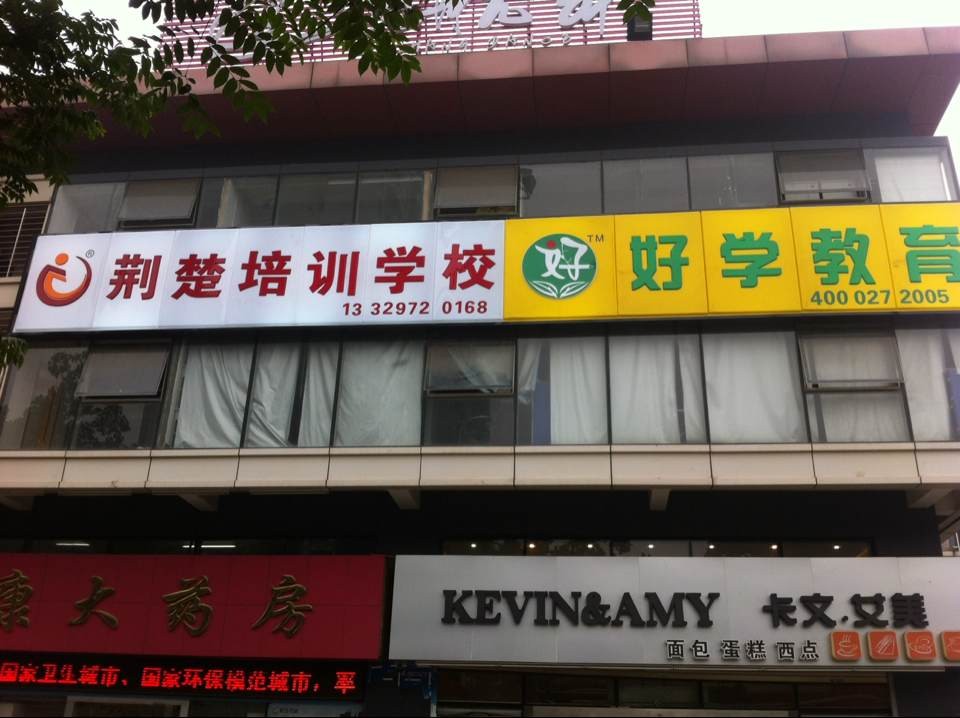 荆楚培训学校
13 32972 0168
好
TM
好学教育
400 027 2005
康大药房
国家卫生城市、国家环保模范城市；
KEVIN&AMY 卡文·艾美
面包 蛋糕 西点